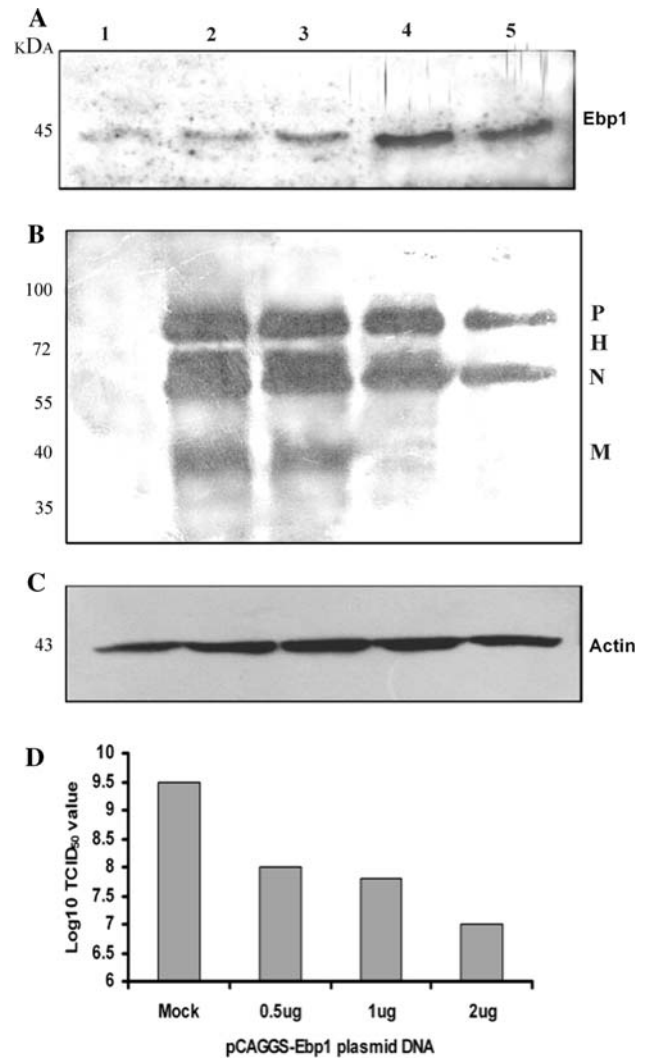 A
KDA
1 2 3 4 5
45
Ebp1
B
100
72
55
40
35
P
H
N
M
C
43
Actin
D
10
9.5
9
8.5
8
7.5
7
6.5
6
Log10 TCID50 value
Mock 0.5ug 1ug 2ug
pCAGGS-Ebp1 plasmid DNA